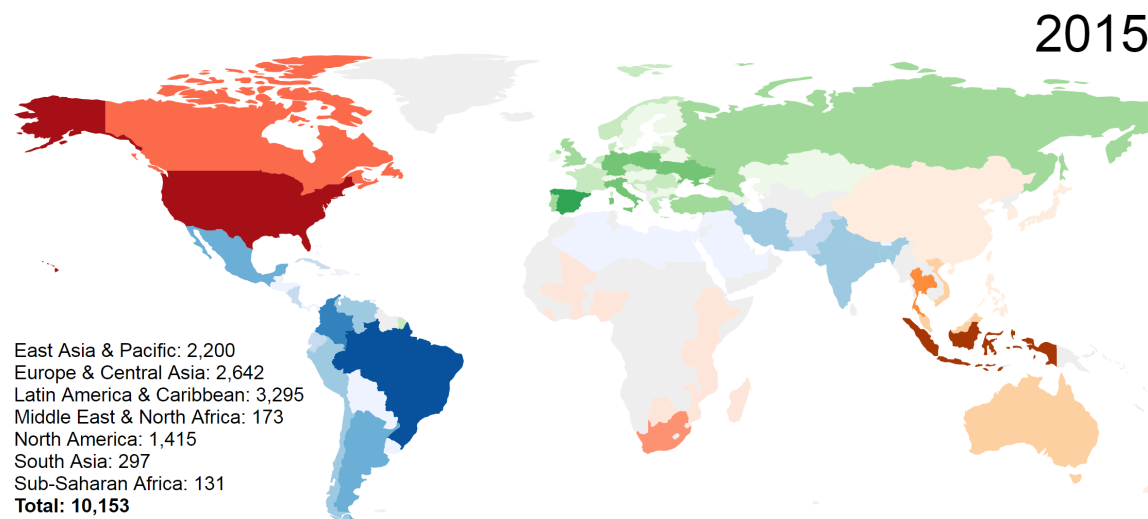 2015
East Asia & Pacific: 2,200
Europe & Central Asia: 2,642
Latin America & Caribbean: 3,295
Middle East & North Africa: 173
North America: 1,415
South Asia: 297
Sub-Saharan Africa: 131
Total: 10,153